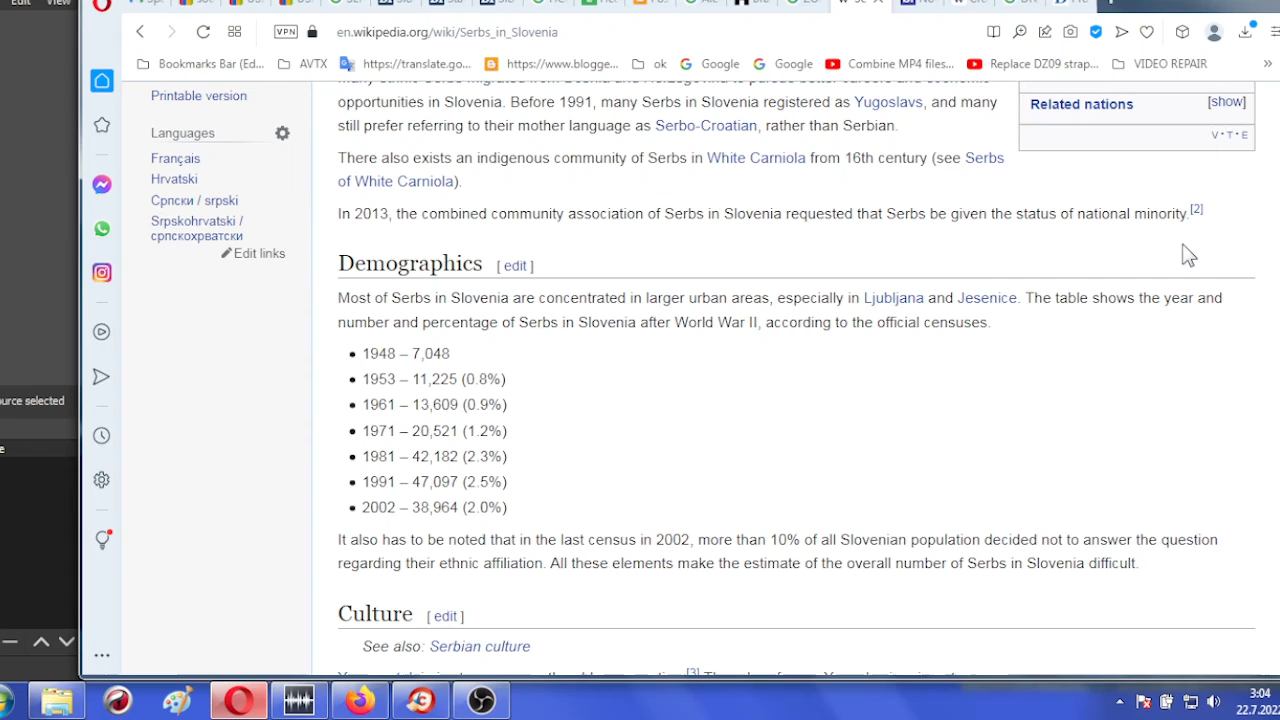 Edit View
en.wikipedia.org/wiki/Serbs_in_Slovenia
VPN
Bookmarks Bar (Ed... AVTX https://translate.go... https://www.blogge... ok Google Google Combine MP4 files... Replace DZ09 strap... VIDEO REPAIR »
Printable version
Languages
Français
Hrvatski
Српски / srpski
Srpskohrvatski /
српскохрватски
Edit links
opportunities in Slovenia. Before 1991, many Serbs in Slovenia registered as Yugoslavs, and many
still prefer referring to their mother language as Serbo-Croatian, rather than Serbian.
Related nations [show]
V • T • E
There also exists an indigenous community of Serbs in White Carniola from 16th century (see Serbs
of White Carniola).
In 2013, the combined community association of Serbs in Slovenia requested that Serbs be given the status of national minority.[2]
Demographics [ edit ]
Most of Serbs in Slovenia are concentrated in larger urban areas, especially in Ljubljana and Jesenice. The table shows the year and
number and percentage of Serbs in Slovenia after World War II, according to the official censuses.
• 1948 – 7,048
• 1953 – 11,225 (0.8%)
• 1961 – 13,609 (0.9%)
• 1971 – 20,521 (1.2%)
• 1981 – 42,182 (2.3%)
• 1991 – 47,097 (2.5%)
• 2002 – 38,964 (2.0%)
It also has to be noted that in the last census in 2002, more than 10% of all Slovenian population decided not to answer the question
regarding their ethnic affiliation. All these elements make the estimate of the overall number of Serbs in Slovenia difficult.
Culture [ edit ]
See also: Serbian culture
[3]
ource selected
3:04
22.7.202